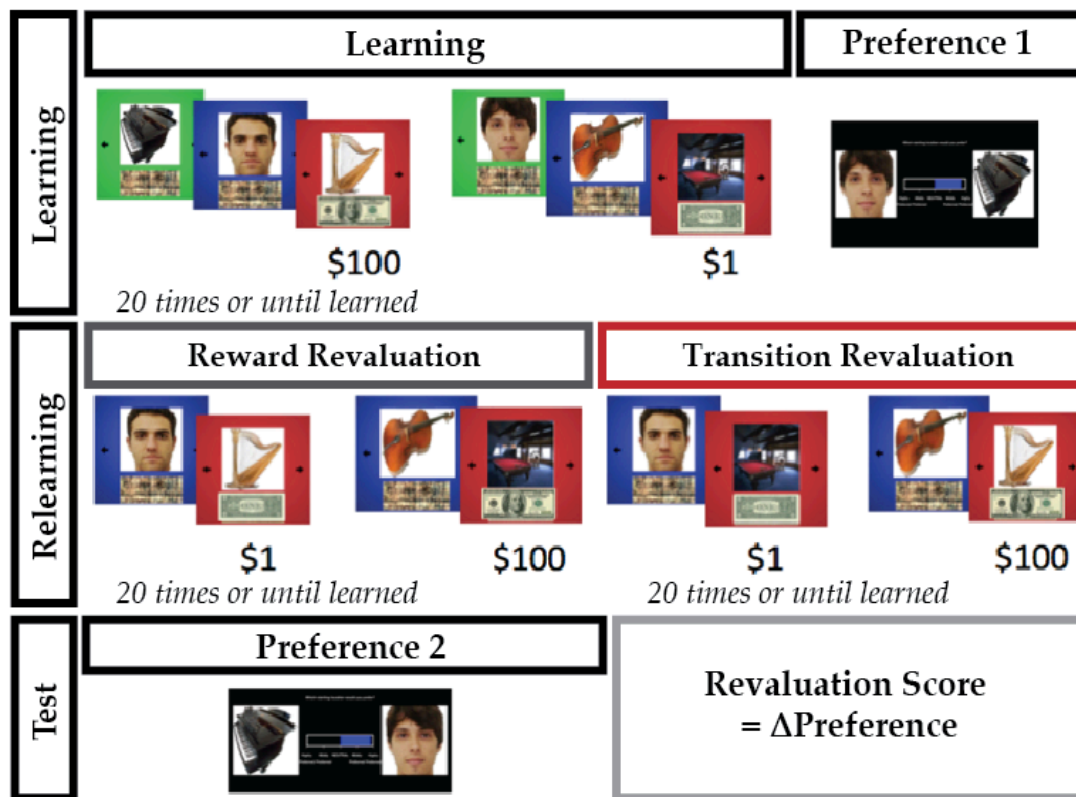 Learning
Preference 1
Learning
$100
$1
20 times or until learned
Relearning
Reward Revaluation
Transition Revaluation
$1
$100
$1
$100
20 times or until learned
20 times or until learned
Test
Preference 2
Revaluation Score
= ΔPreference